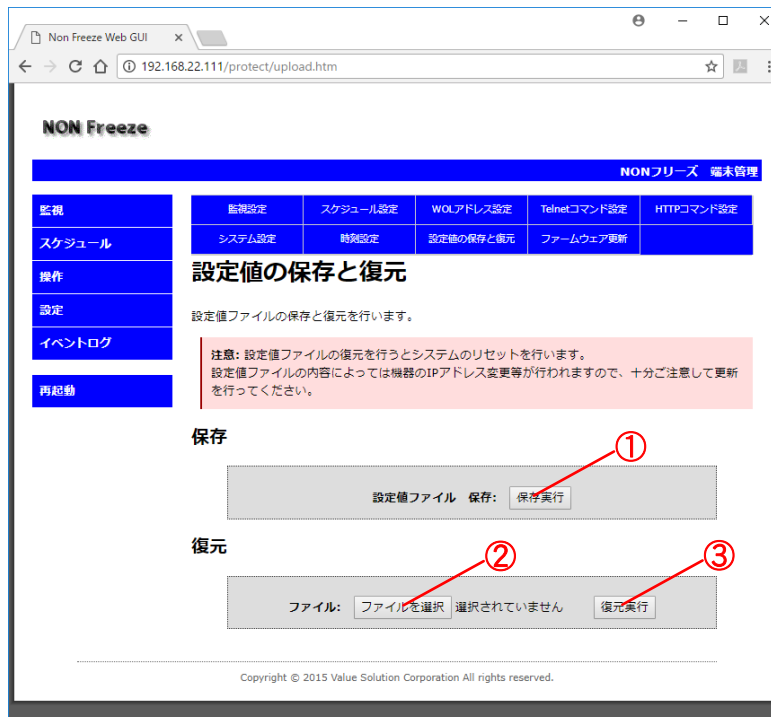 Non Freeze Web GUI
192.168.22.111/protect/upload.htm
NON Freeze
NONフリーズ 端末管理
監視
スケジュール
操作
設定
イベントログ
再起動
監視設定 スケジュール設定 WOLアドレス設定 Telnetコマンド設定 HTTPコマンド設定
システム設定 時刻設定 設定値の保存と復元 ファームウェア更新
設定値の保存と復元
設定値ファイルの保存と復元を行います。
注意: 設定値ファイルの復元を行うとシステムのリセットを行います。
設定値ファイルの内容によっては機器のIPアドレス変更等が行われますので、十分ご注意して更新
を行ってください。
保存
①
設定値ファイル 保存: 保存実行
復元
② ③
ファイル: ファイルを選択 選択されていません 復元実行
Copyright © 2015 Value Solution Corporation All rights reserved.